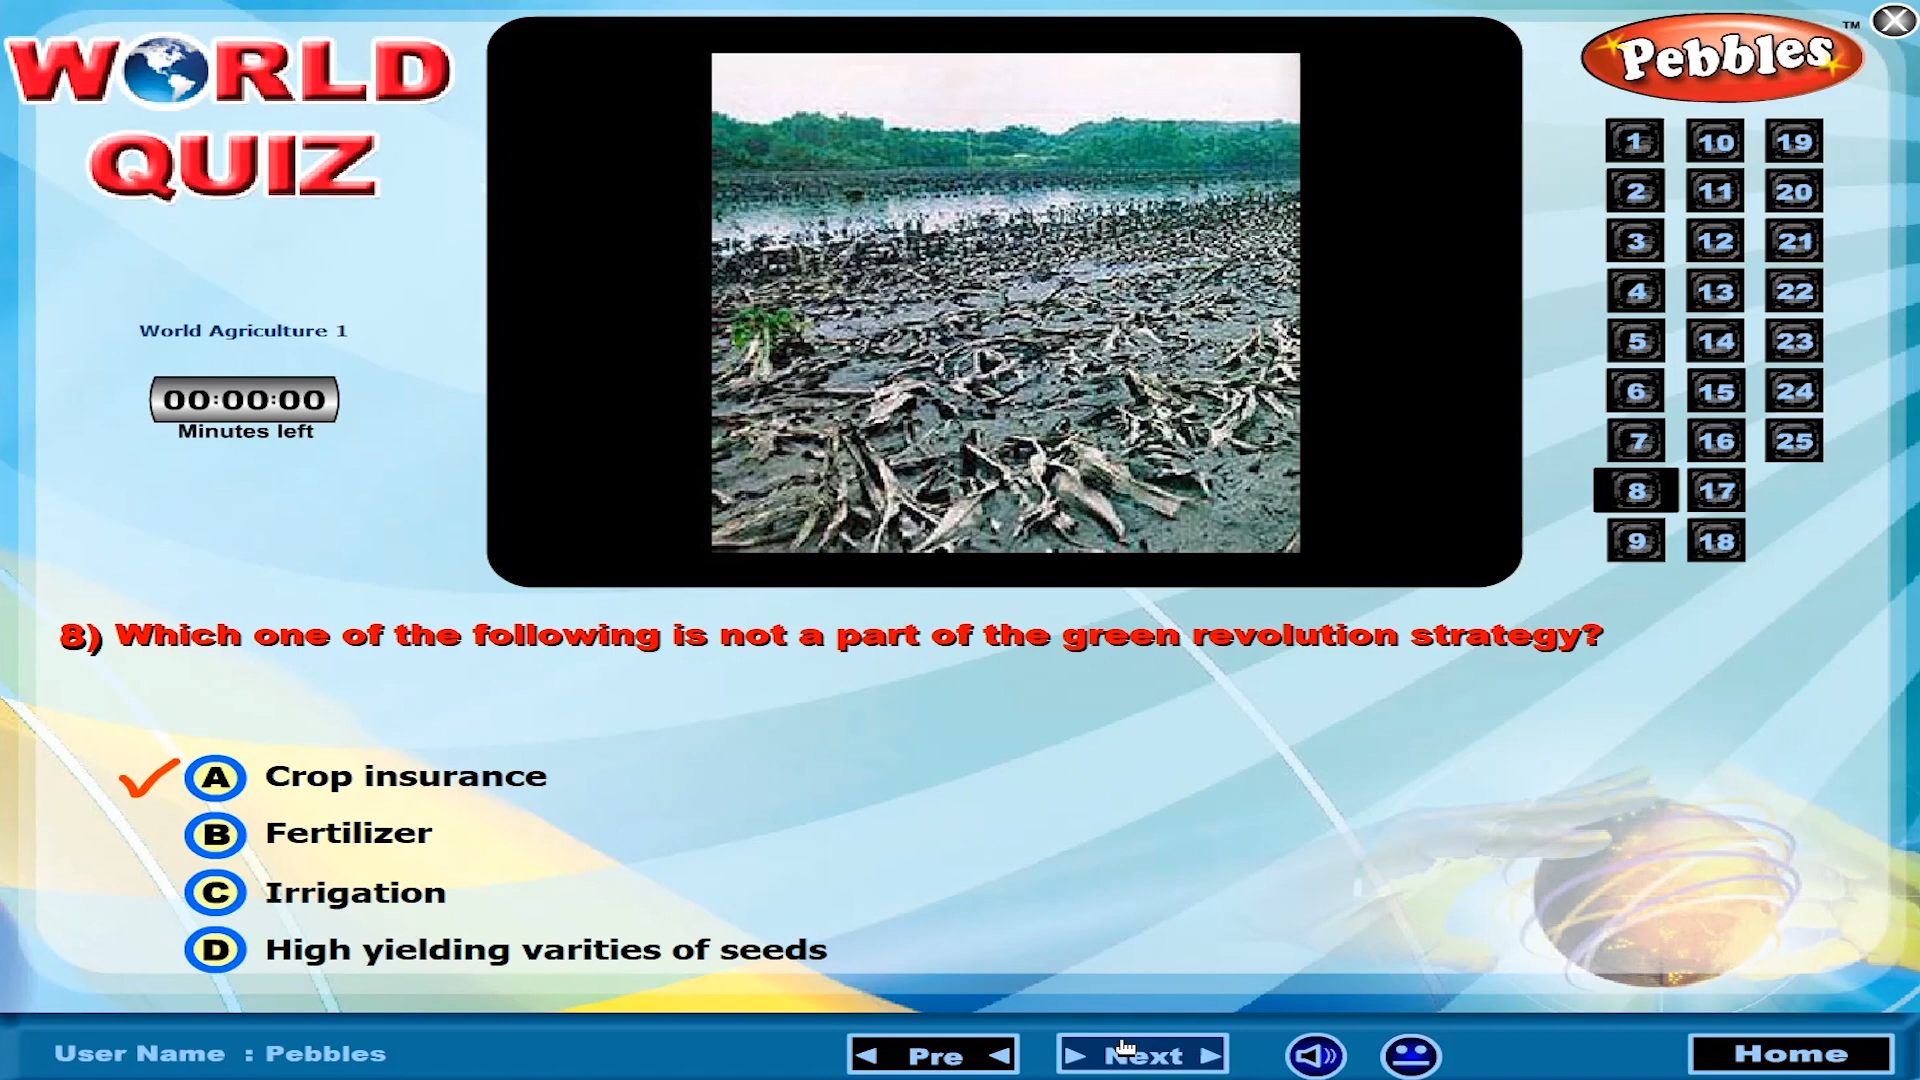 WORLD
QUIZ
Pebbles™
World Agriculture 1
00:00:00
Minutes left
1 10 19
2 11 20
3 12 21
4 13 22
5 14 23
6 15 24
7 16 25
8 17
9 18
8) Which one of the following is not a part of the green revolution strategy?
A Crop insurance
B Fertilizer
C Irrigation
D High yielding varities of seeds
User Name : Pebbles
Pre
Next
Home